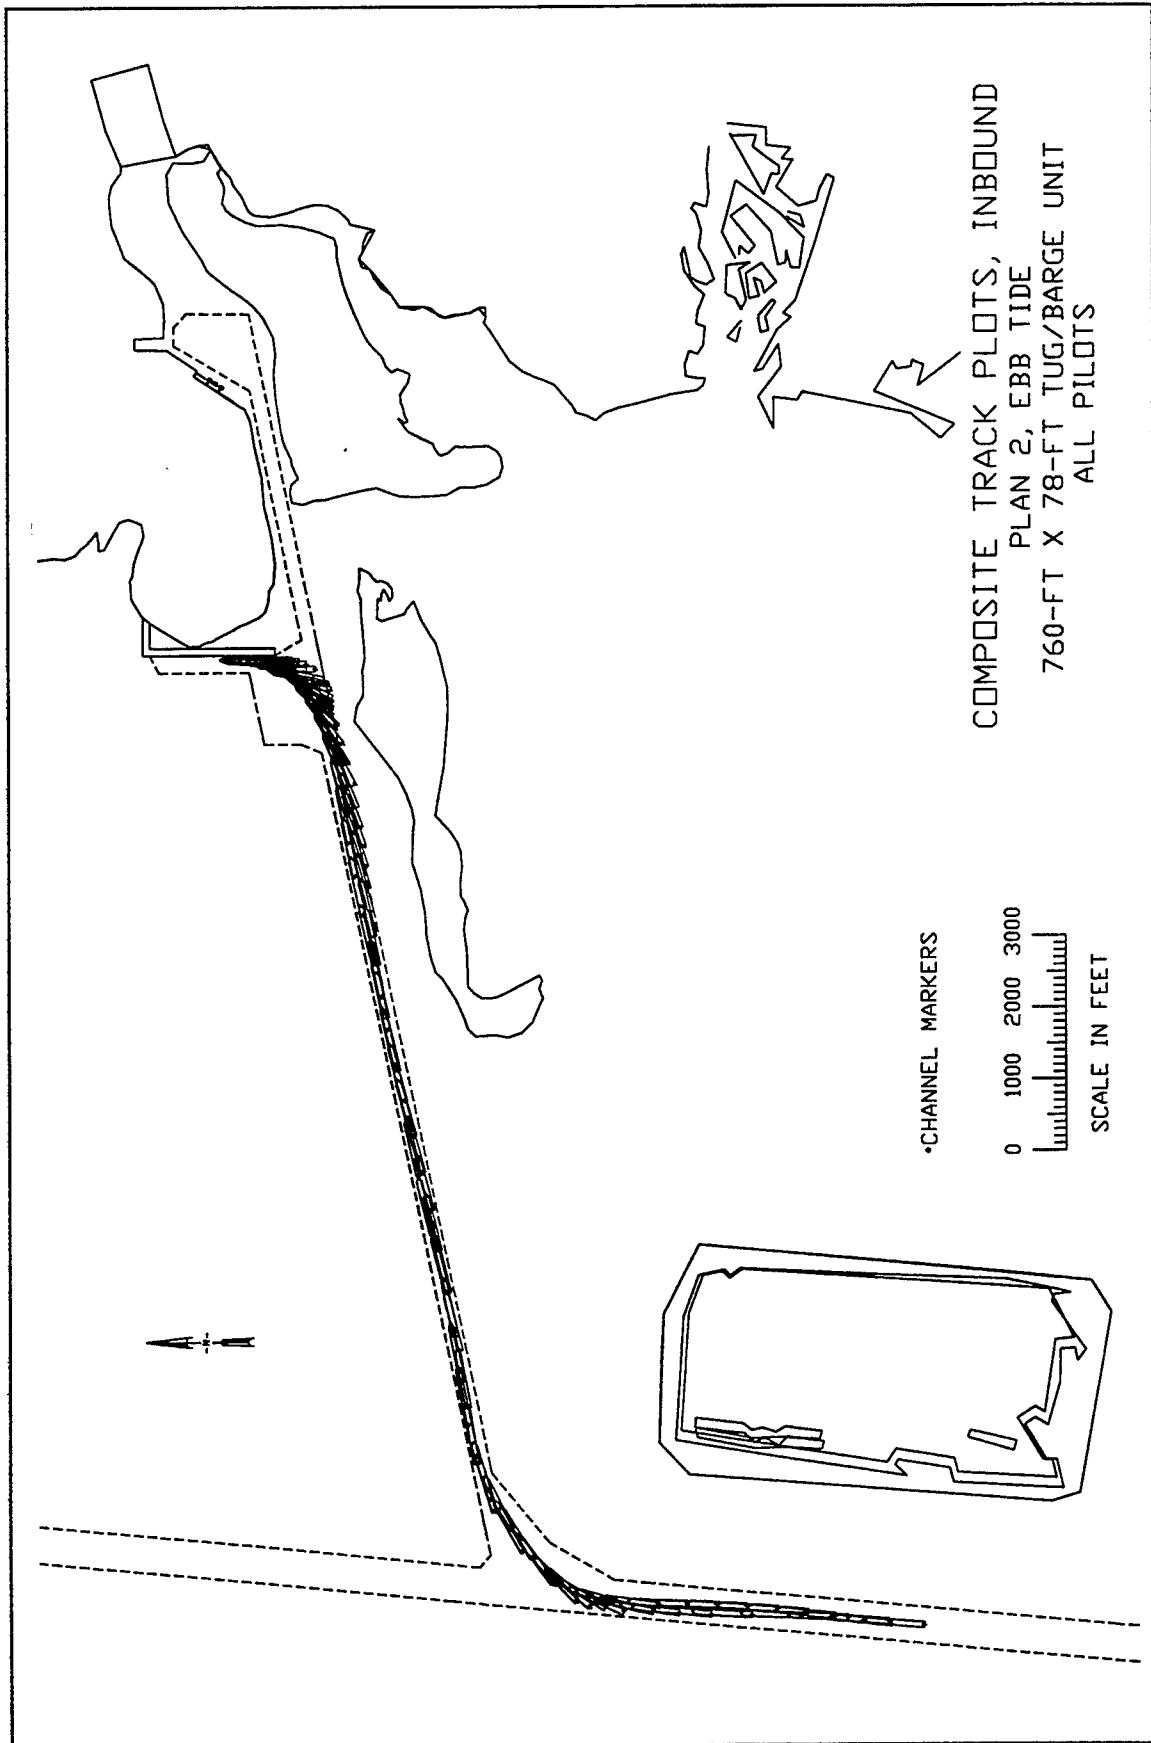 COMPOSITE TRACK PLOTS, INBOUND
PLAN 2, EBB TIDE
760-FT X 78-FT TUG/BARGE UNIT
ALL PILOTS
•CHANNEL MARKERS
0 1000 2000 3000
SCALE IN FEET
-N-